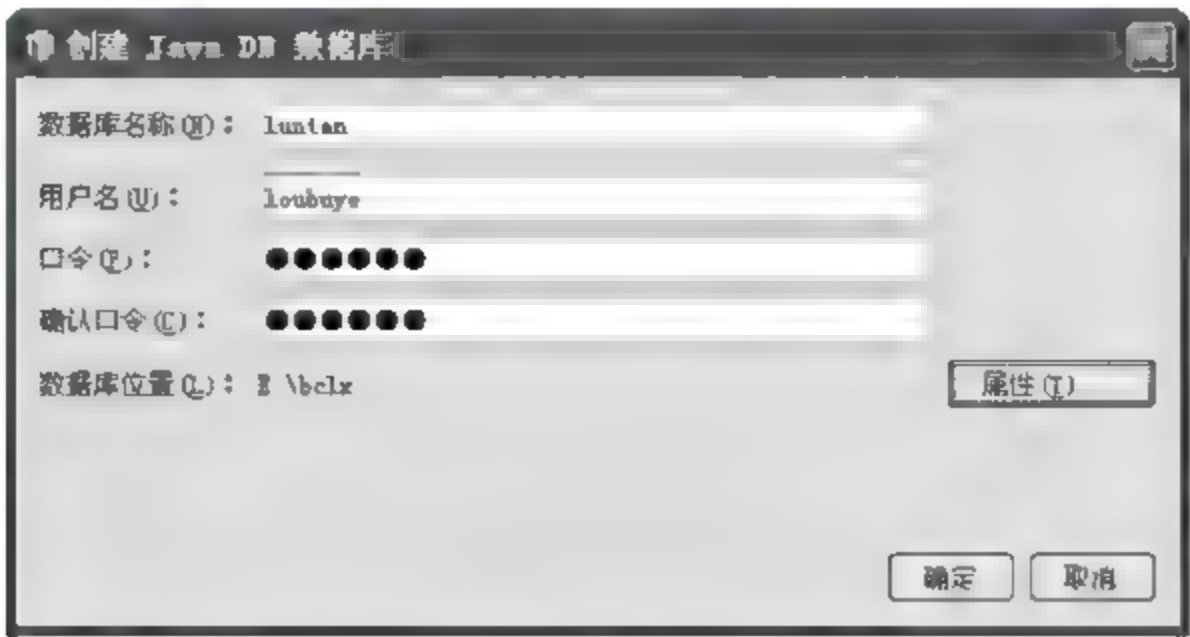 创建 Java DB 数据库
数据库名称(N)： luntan
用户名(U)： loubuye
口令(P)： ●●●●●●
确认口令(C)： ●●●●●●
数据库位置(L)： E \bclx
属性(T)
确定 取消